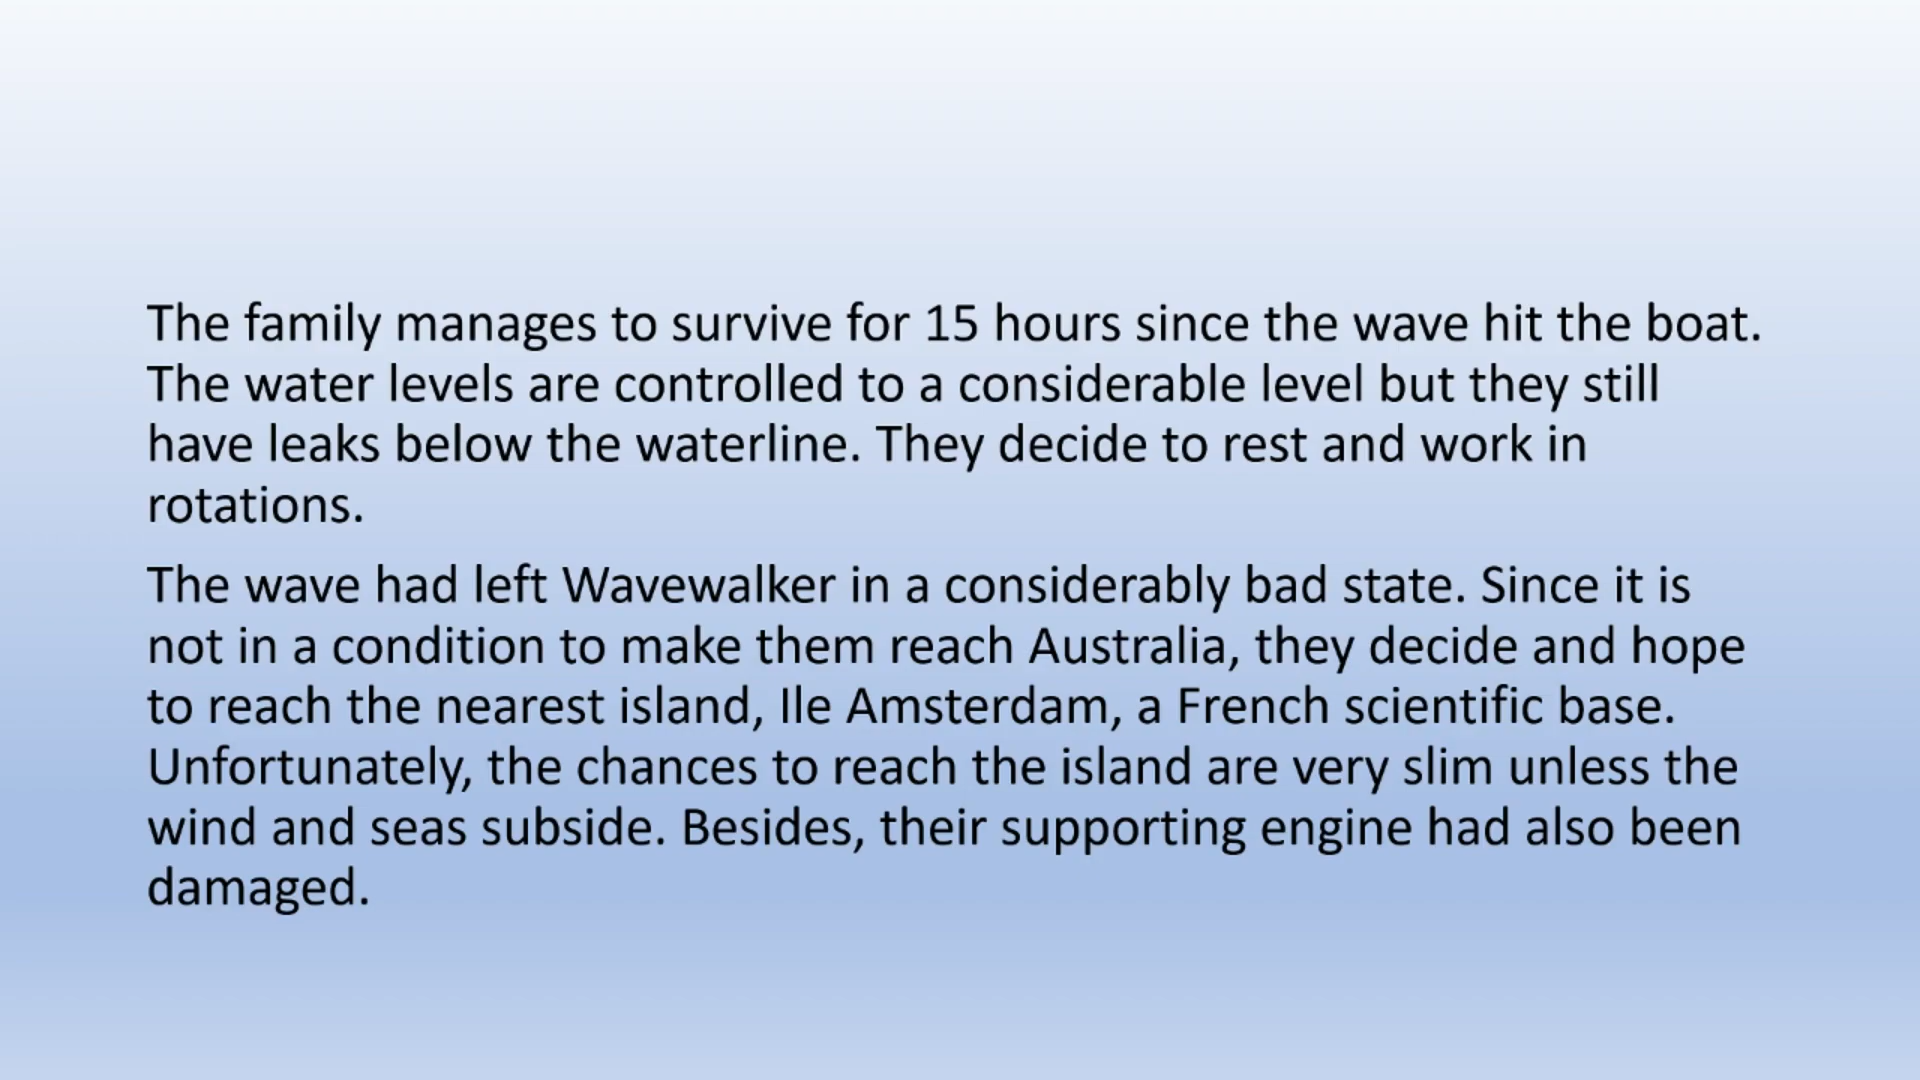 The family manages to survive for 15 hours since the wave hit the boat.
The water levels are controlled to a considerable level but they still
have leaks below the waterline. They decide to rest and work in
rotations.
The wave had left Wavewalker in a considerably bad state. Since it is
not in a condition to make them reach Australia, they decide and hope
to reach the nearest island, Ile Amsterdam, a French scientific base.
Unfortunately, the chances to reach the island are very slim unless the
wind and seas subside. Besides, their supporting engine had also been
damaged.